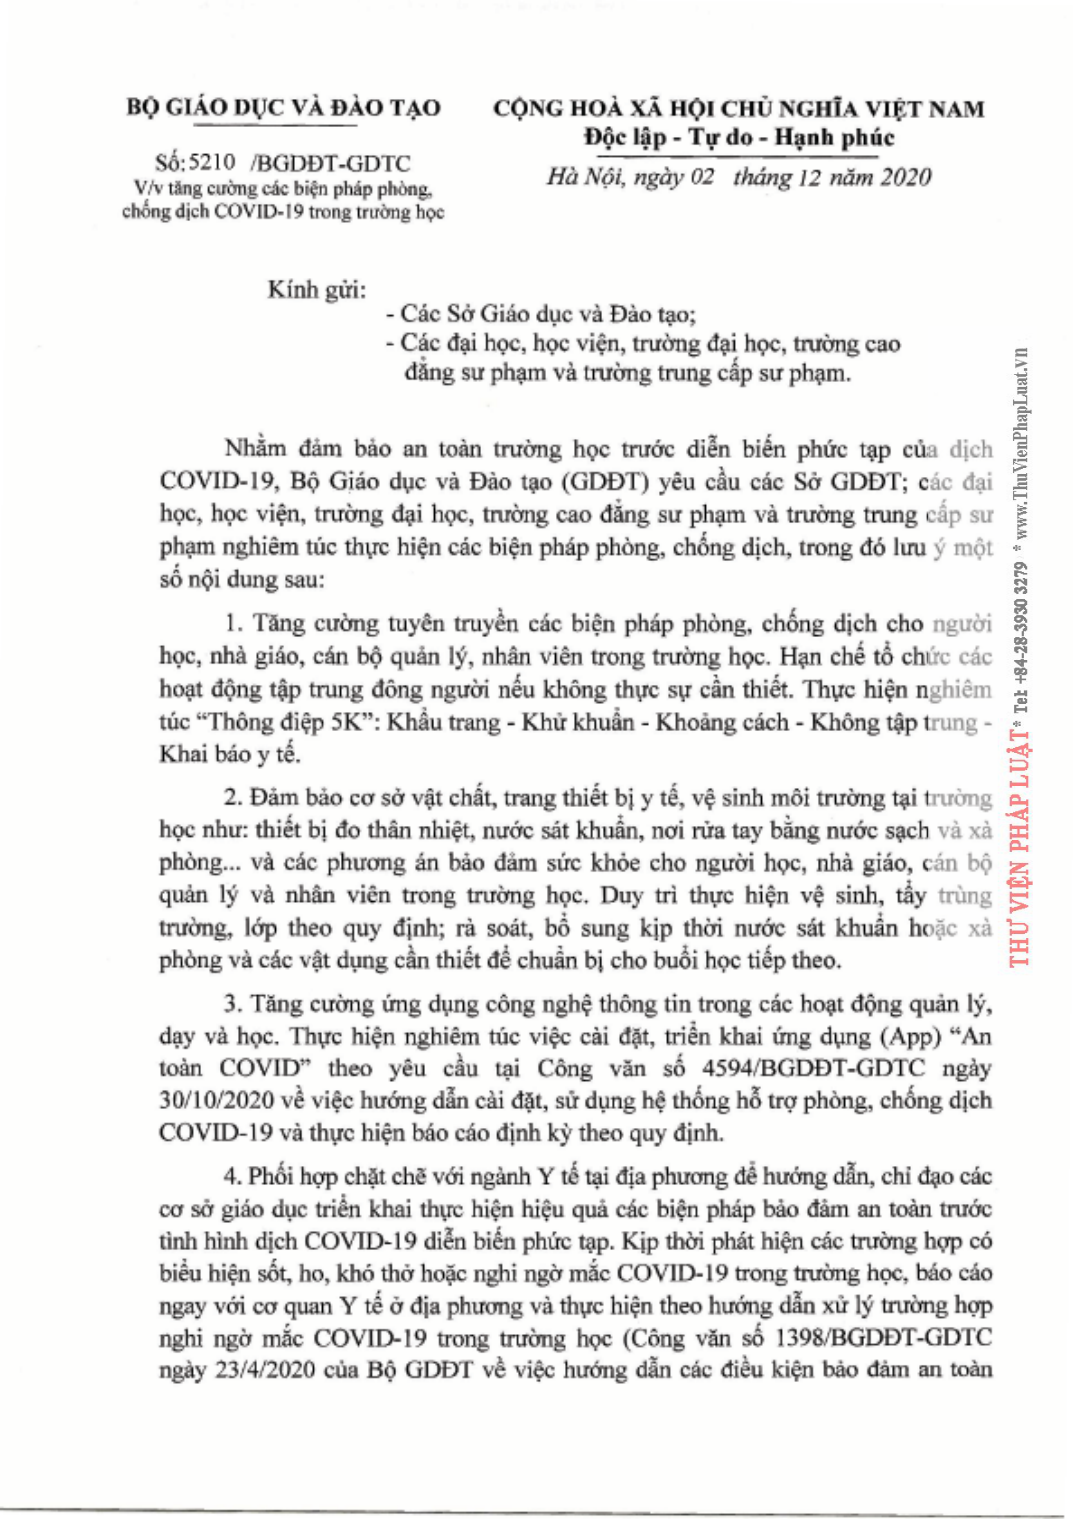 BỘ GIÁO DỤC VÀ ĐÀO TẠO
CỘNG HOÀ XÃ HỘI CHỦ NGHĨA VIỆT NAM
Độc lập - Tự do - Hạnh phúc
Số: 5210 /BGDĐT-GDTC
V/v tăng cường các biện pháp phòng,
chống dịch COVID-19 trong trường học
Hà Nội, ngày 02 tháng 12 năm 2020
Kính gửi:
- Các Sở Giáo dục và Đào tạo;
- Các đại học, học viện, trường đại học, trường cao
đẳng sư phạm và trường trung cấp sư phạm.
Nhằm đảm bảo an toàn trường học trước diễn biến phức tạp của dịch
COVID-19, Bộ Giáo dục và Đào tạo (GDĐT) yêu cầu các Sở GDĐT; các đại
học, học viện, trường đại học, trường cao đẳng sư phạm và trường trung cấp sư
phạm nghiêm túc thực hiện các biện pháp phòng, chống dịch, trong đó lưu ý một
số nội dung sau:
1. Tăng cường tuyên truyền các biện pháp phòng, chống dịch cho người
học, nhà giáo, cán bộ quản lý, nhân viên trong trường học. Hạn chế tổ chức các
hoạt động tập trung đông người nếu không thực sự cần thiết. Thực hiện nghiêm
túc “Thông điệp 5K”: Khẩu trang - Khử khuẩn - Khoảng cách - Không tập trung -
Khai báo y tế.
2. Đảm bảo cơ sở vật chất, trang thiết bị y tế, vệ sinh môi trường tại trường
học như: thiết bị đo thân nhiệt, nước sát khuẩn, nơi rửa tay bằng nước sạch và xà
phòng... và các phương án bảo đảm sức khỏe cho người học, nhà giáo, cán bộ
quản lý và nhân viên trong trường học. Duy trì thực hiện vệ sinh, tẩy trùng
trường, lớp theo quy định; rà soát, bổ sung kịp thời nước sát khuẩn hoặc xà
phòng và các vật dụng cần thiết để chuẩn bị cho buổi học tiếp theo.
3. Tăng cường ứng dụng công nghệ thông tin trong các hoạt động quản lý,
dạy và học. Thực hiện nghiêm túc việc cài đặt, triển khai ứng dụng (App) “An
toàn COVID” theo yêu cầu tại Công văn số 4594/BGDĐT-GDTC ngày
30/10/2020 về việc hướng dẫn cài đặt, sử dụng hệ thống hỗ trợ phòng, chống dịch
COVID-19 và thực hiện báo cáo định kỳ theo quy định.
4. Phối hợp chặt chẽ với ngành Y tế tại địa phương để hướng dẫn, chỉ đạo các
cơ sở giáo dục triển khai thực hiện hiệu quả các biện pháp bảo đảm an toàn trước
tình hình dịch COVID-19 diễn biến phức tạp. Kịp thời phát hiện các trường hợp có
biểu hiện sốt, ho, khó thở hoặc nghi ngờ mắc COVID-19 trong trường học, báo cáo
ngay với cơ quan Y tế ở địa phương và thực hiện theo hướng dẫn xử lý trường hợp
nghi ngờ mắc COVID-19 trong trường học (Công văn số 1398/BGDĐT-GDTC
ngày 23/4/2020 của Bộ GDĐT về việc hướng dẫn các điều kiện bảo đảm an toàn
THƯ VIỆN PHÁP LUẬT * Tel: +84-28-3930 3279 * www.ThuVienPhapLuat.vn